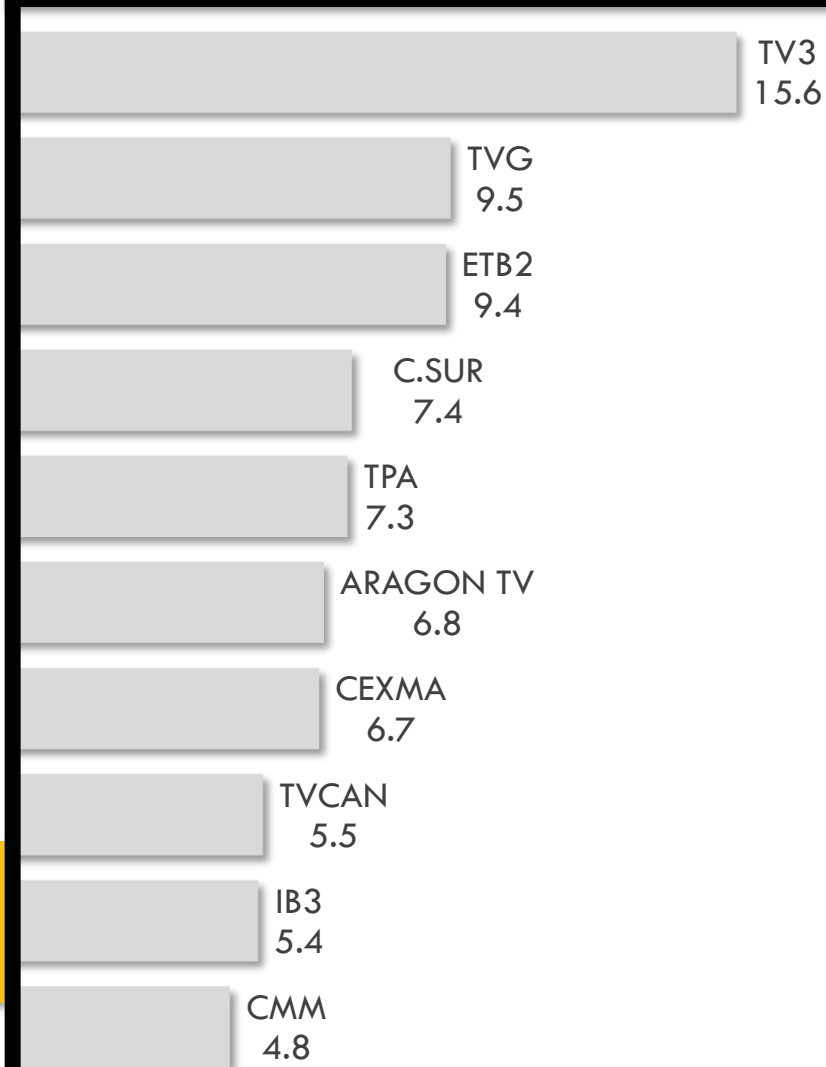 TV3
15.6
TVG
9.5
ETB2
9.4
C.SUR
7.4
TPA
7.3
ARAGON TV
6.8
CEXMA
6.7
TVCAN
5.5
IB3
5.4
CMM
4.8